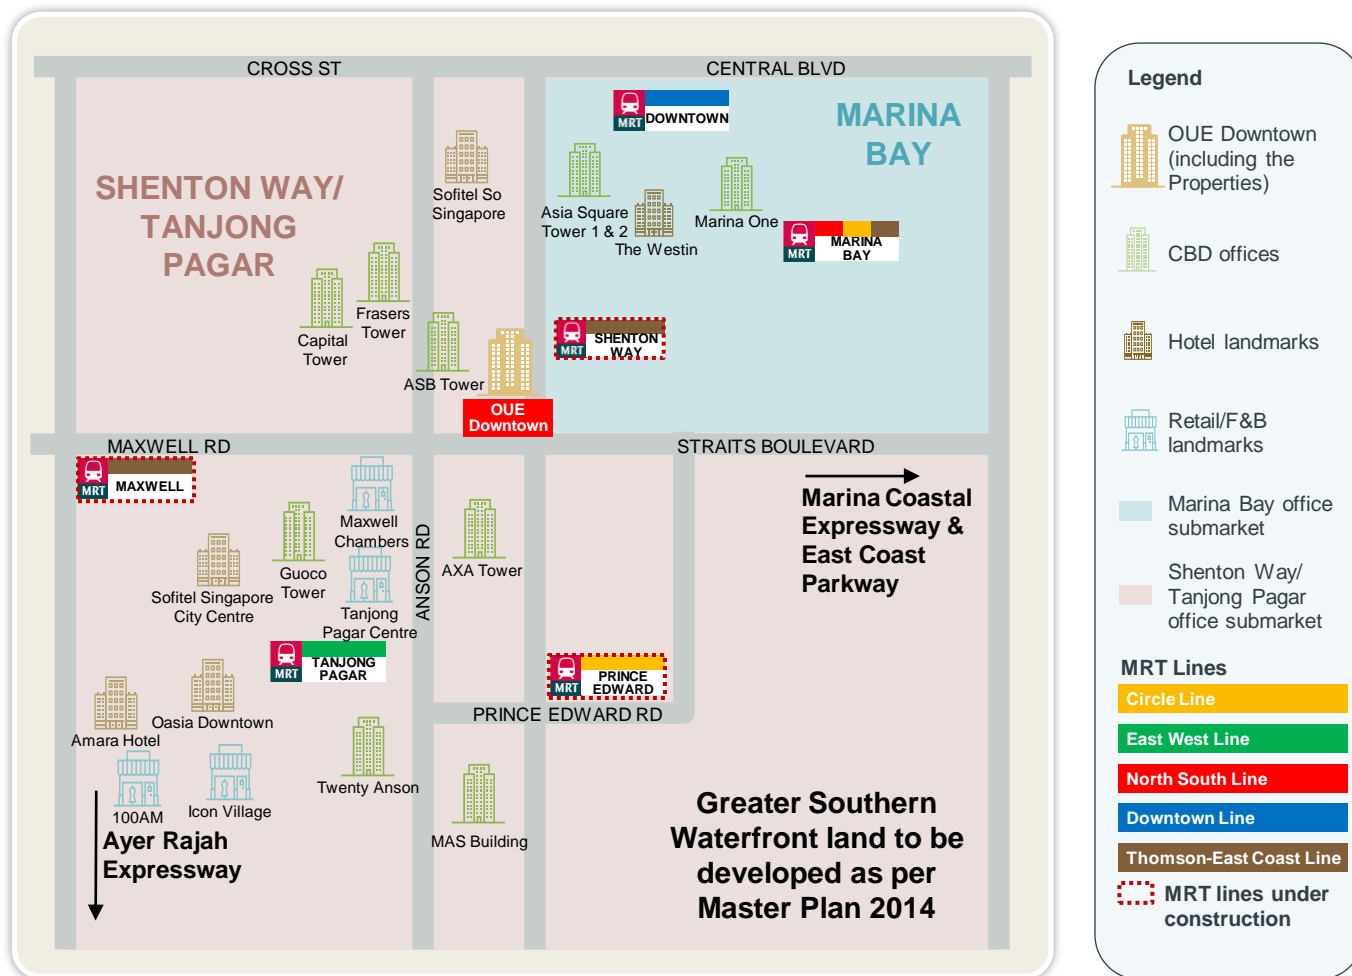 CROSS ST
CENTRAL BLVD
MRT
DOWNTOWN
MARINA
BAY
SHENTON WAY/
TANJONG
PAGAR
Sofitel So
Singapore
Asia Square
Tower 1 & 2
The Westin
Marina One
MRT
MARINA
BAY
Frasers
Tower
Capital
Tower
ASB Tower
MRT
SHENTON
WAY
OUE
Downtown
MAXWELL RD
STRAITS BOULEVARD
MRT
MAXWELL
Maxwell
Chambers
Marina Coastal
Expressway &
East Coast
Parkway
ANSON RD
Guoco
Tower
AXA Tower
Sofitel Singapore
City Centre
Tanjong
Pagar Centre
MRT
TANJONG
PAGAR
MRT
PRINCE
EDWARD
PRINCE EDWARD RD
Oasia Downtown
Amara Hotel
Twenty Anson
100AM
Icon Village
MAS Building
Ayer Rajah
Expressway
Greater Southern
Waterfront land to be
developed as per
Master Plan 2014
Legend
OUE Downtown
(including the
Properties)
CBD offices
Hotel landmarks
Retail/F&B
landmarks
Marina Bay office
submarket
Shenton Way/
Tanjong Pagar
office submarket
MRT Lines
Circle Line
East West Line
North South Line
Downtown Line
Thomson-East Coast Line
MRT lines under
construction